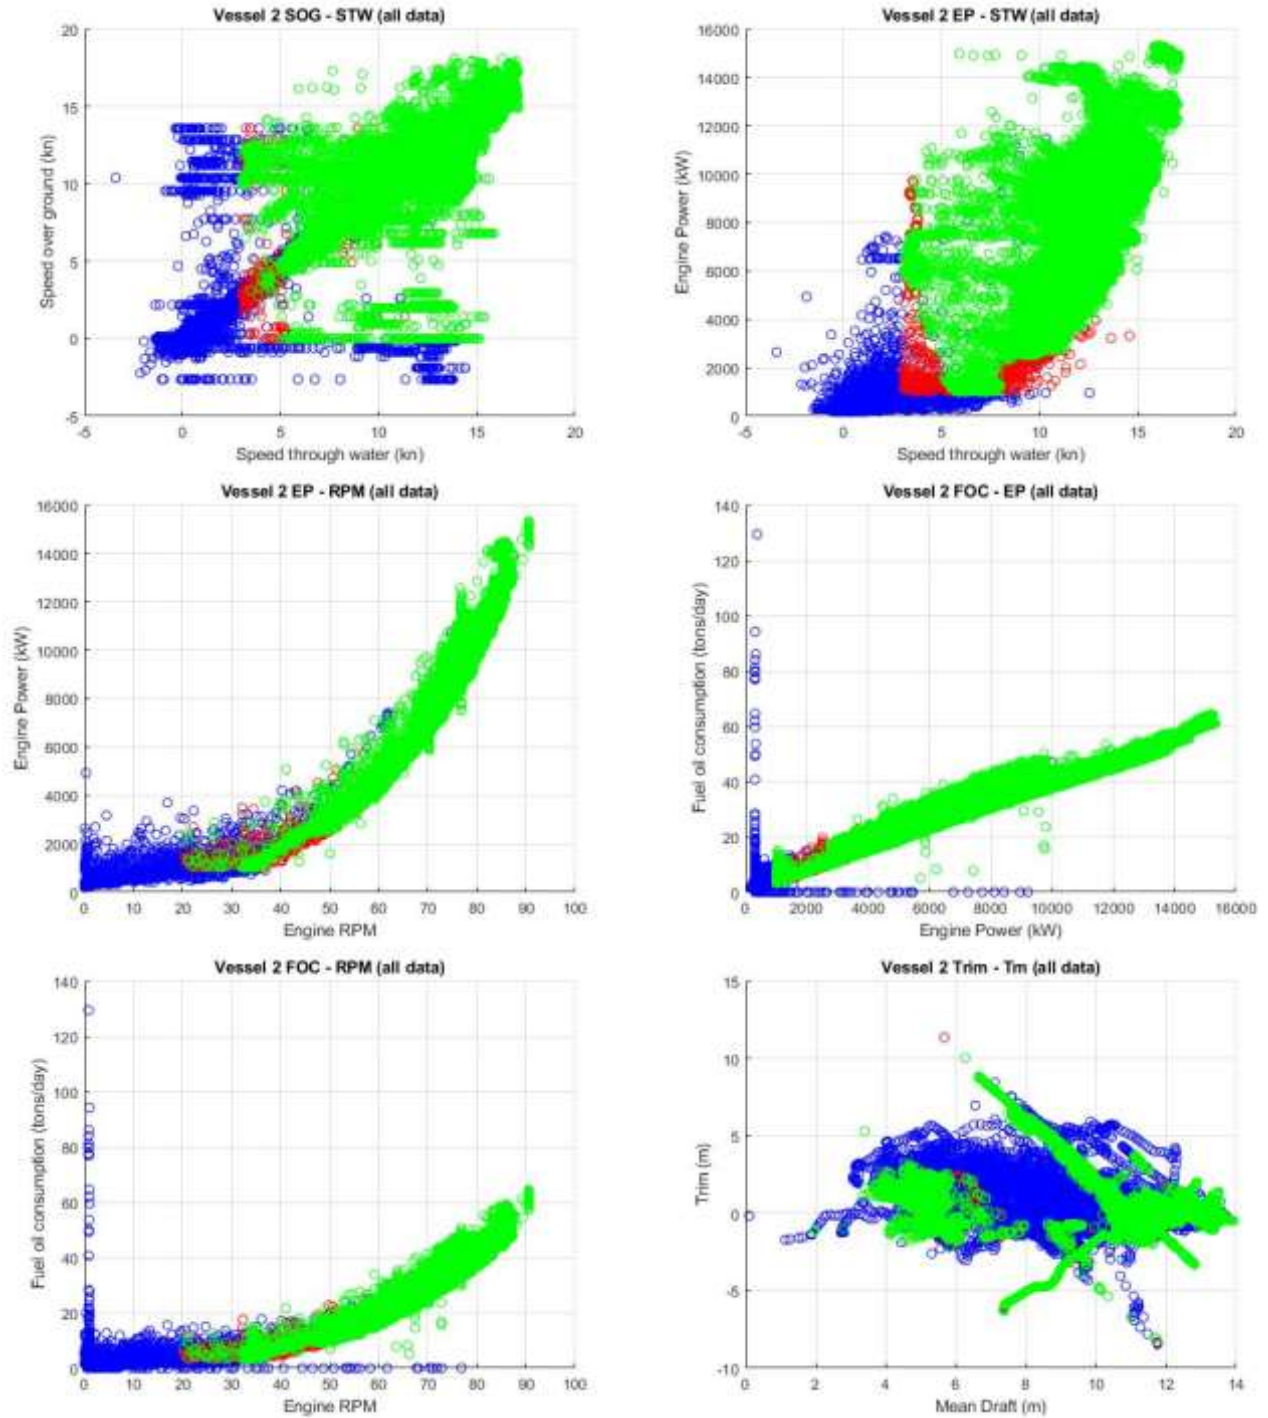 Vessel 2 SOG - STW (all data)
20
15
10
5
0
-5
Speed over ground (kn)
-5 0 5 10 15 20
Speed through water (kn)
Vessel 2 EP - STW (all data)
16000
14000
12000
10000
8000
6000
4000
2000
0
Engine Power (kW)
-5 0 5 10 15 20
Speed through water (kn)
Vessel 2 EP - RPM (all data)
16000
14000
12000
10000
8000
6000
4000
2000
0
Engine Power (kW)
0 10 20 30 40 50 60 70 80 90 100
Engine RPM
Vessel 2 FOC - EP (all data)
140
120
100
80
60
40
20
0
Fuel oil consumption (tons/day)
0 2000 4000 6000 8000 10000 12000 14000 16000
Engine Power (kW)
Vessel 2 FOC - RPM (all data)
140
120
100
80
60
40
20
0
Fuel oil consumption (tons/day)
0 10 20 30 40 50 60 70 80 90 100
Engine RPM
Vessel 2 Trim - Tm (all data)
15
10
5
0
-5
-10
Trim (m)
0 2 4 6 8 10 12 14
Mean Draft (m)